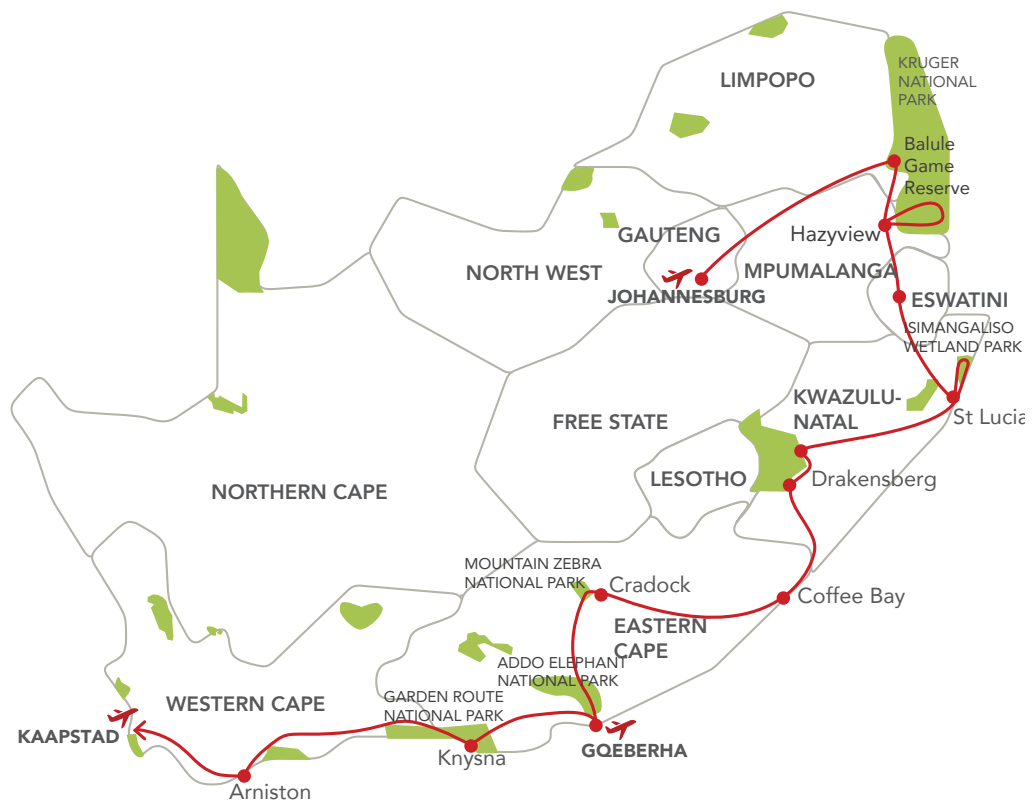 LIMPOPO
KRUGER
NATIONAL
PARK
Balule
Game
Reserve
Hazyview
GAUTENG
NORTH WEST
MPUMALANGA
JOHANNESBURG
ESWATINI
ISIMANGALISO
WETLAND PARK
KWAZULU-
NATAL
St Lucia
FREE STATE
LESOTHO
Drakensberg
NORTHERN CAPE
MOUNTAIN ZEBRA
NATIONAL PARK
Cradock
Coffee Bay
EASTERN
CAPE
ADDO ELEPHANT
NATIONAL PARK
WESTERN CAPE
GARDEN ROUTE
NATIONAL PARK
KAAPSTAD
Knysna
GQEBERHA
Arniston